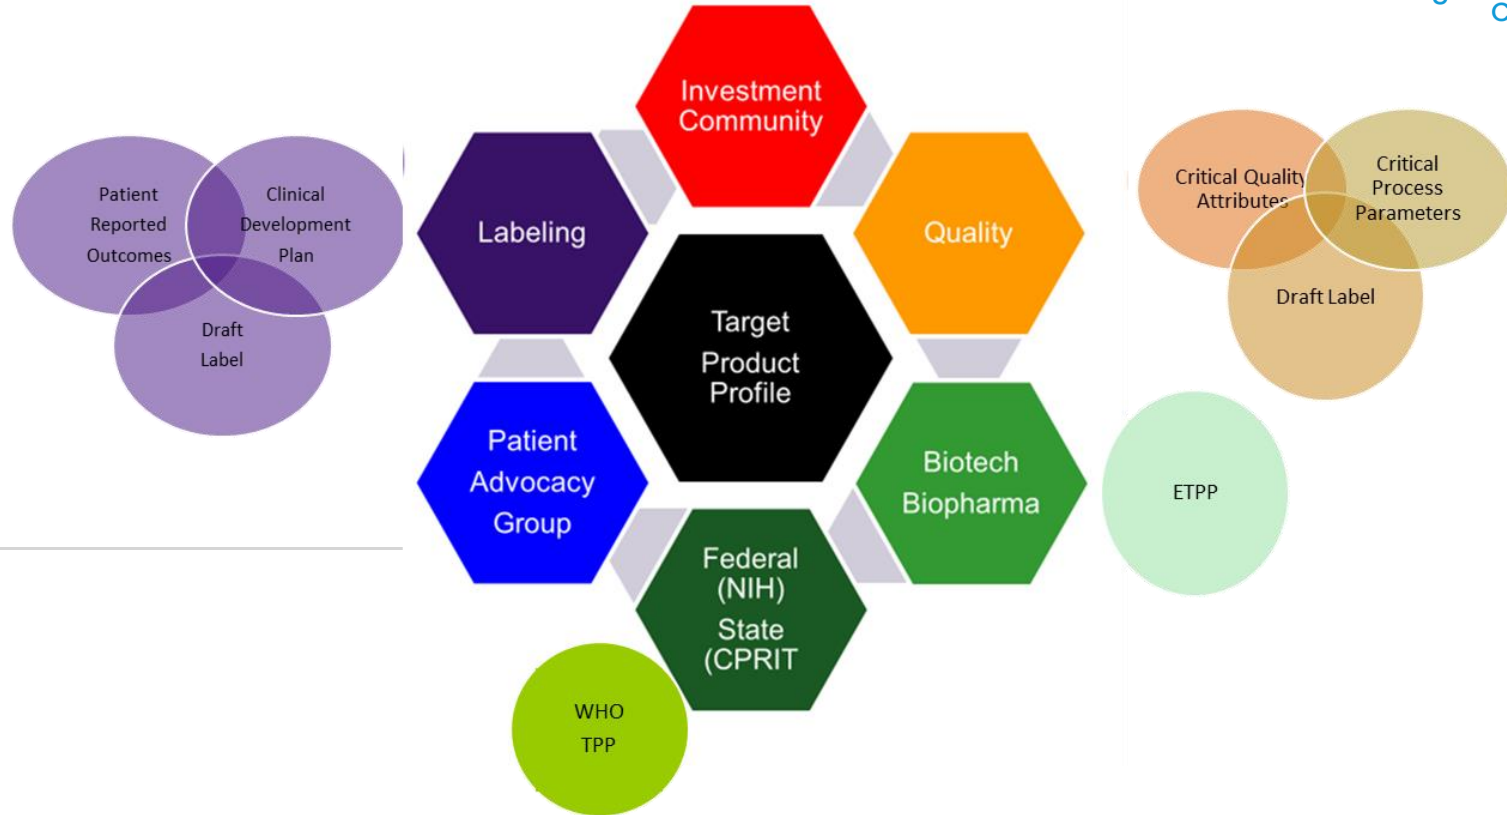 Investment
Community
Labeling
Quality
Target
Product
Profile
Patient
Advocacy
Group
Biotech
Biopharma
Federal
(NIH)
State
(CPRIT
WHO
TPP
Patient
Reported
Outcomes
Clinical
Development
Plan
Draft
Label
Critical Quality
Attributes
Critical
Process
Parameters
Draft Label
ETPP